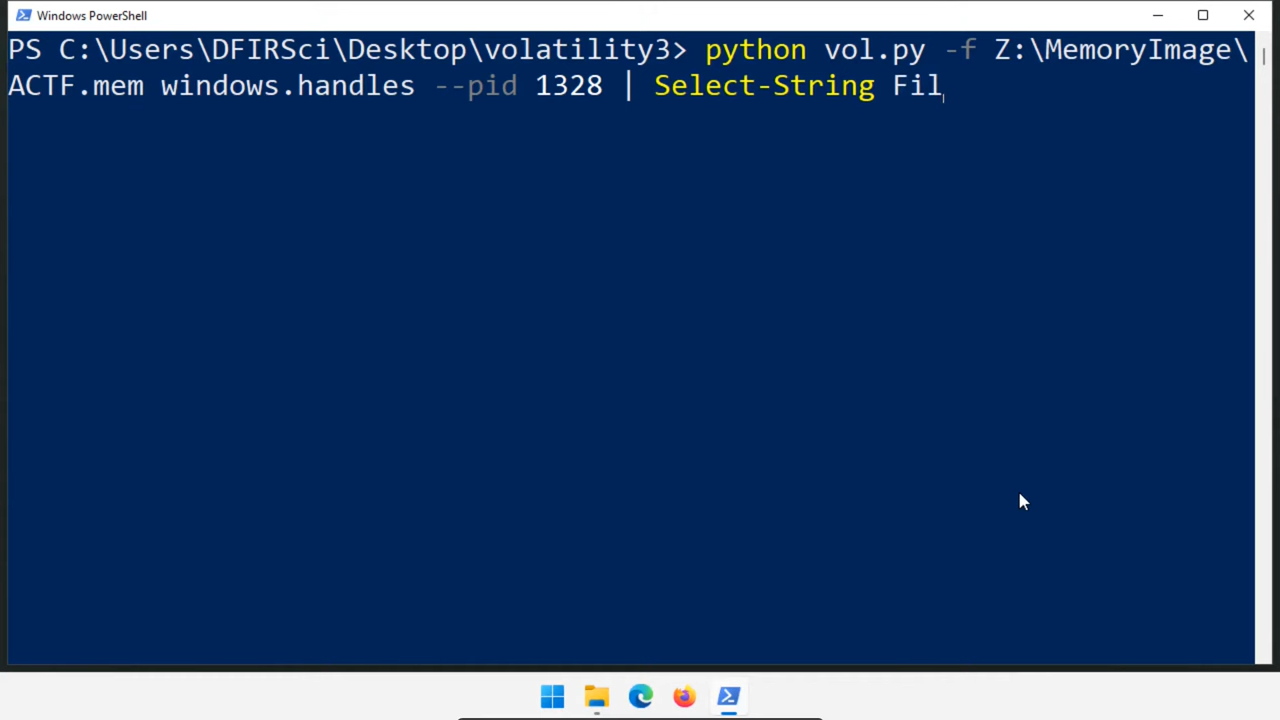 Windows PowerShell
PS C:\Users\DFIRSci\Desktop\volatility3> python vol.py -f Z:\MemoryImage\
ACTF.mem windows.handles --pid 1328 | Select-String Fil